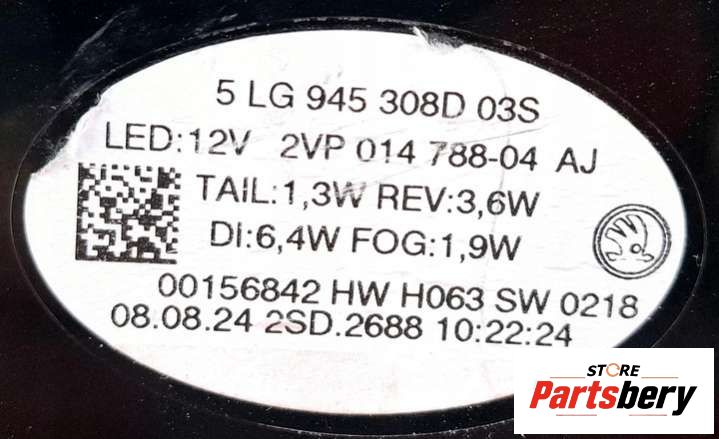 5 LG 945 308D 03S
LED:12V 2VP 014 788-04 AJ
TAIL:1,3W REV:3,6W
DI:6,4W FOG:1,9W
00156842 HW H063 SW 0218
08.08.24 2SD.2688 10:22:24
STORE
Partsbery